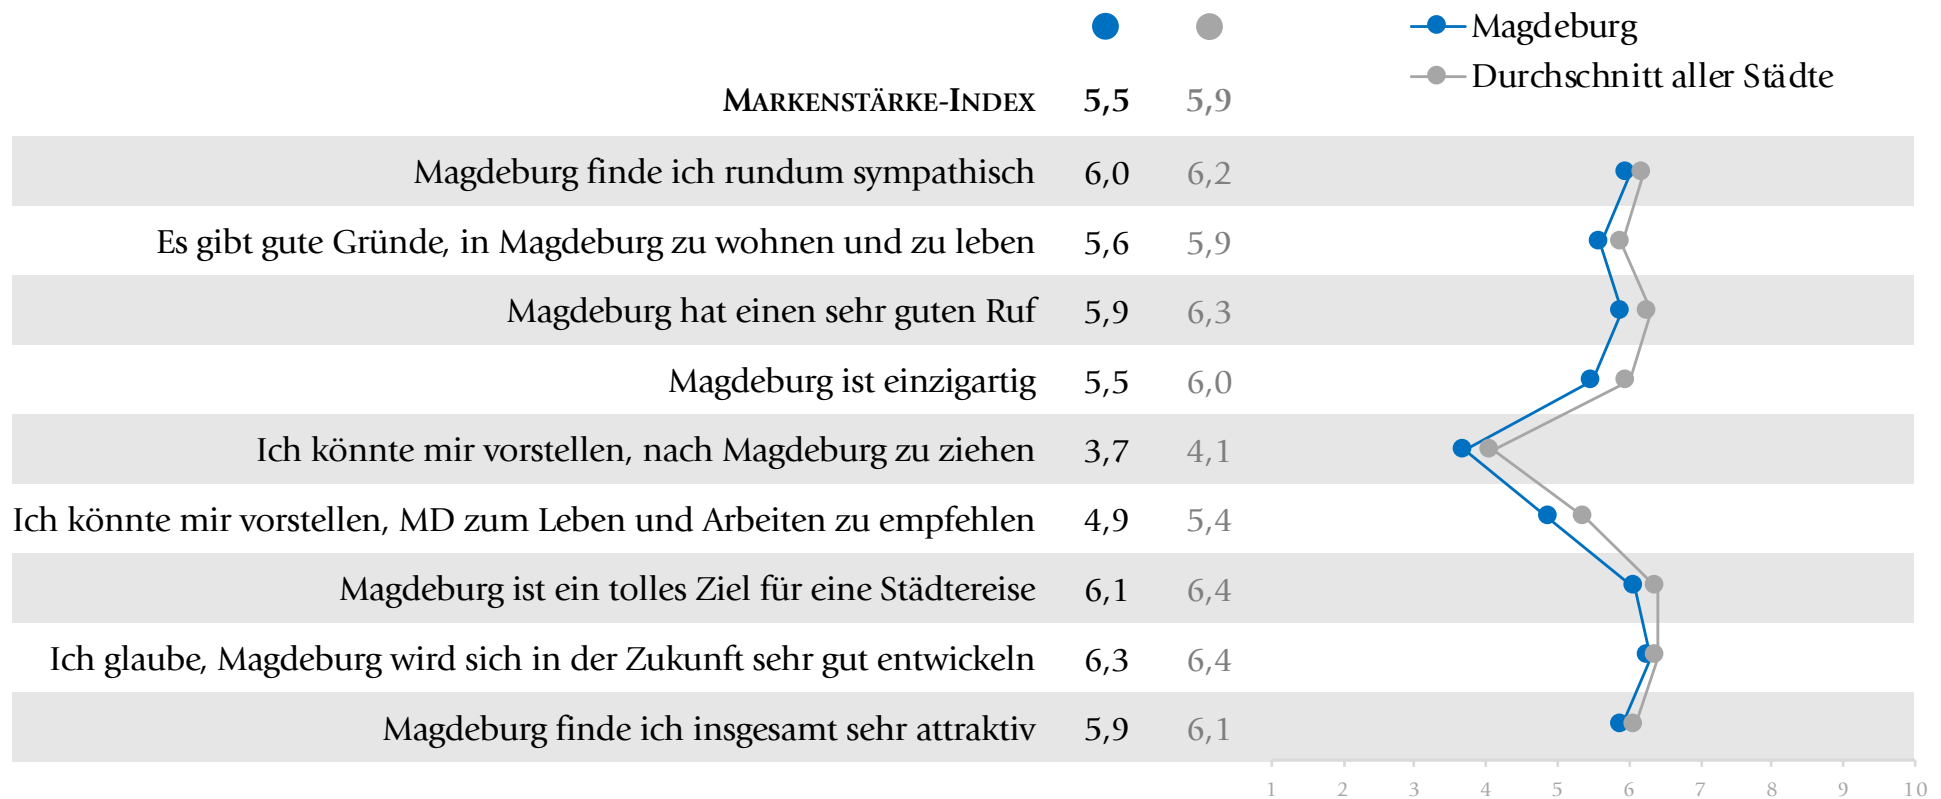 Magdeburg
Durchschnitt aller Städte
MARKENSTÄRKE-INDEX 5,5 5,9
Magdeburg finde ich rundum sympathisch 6,0 6,2
Es gibt gute Gründe, in Magdeburg zu wohnen und zu leben 5,6 5,9
Magdeburg hat einen sehr guten Ruf 5,9 6,3
Magdeburg ist einzigartig 5,5 6,0
Ich könnte mir vorstellen, nach Magdeburg zu ziehen 3,7 4,1
Ich könnte mir vorstellen, MD zum Leben und Arbeiten zu empfehlen 4,9 5,4
Magdeburg ist ein tolles Ziel für eine Städtereise 6,1 6,4
Ich glaube, Magdeburg wird sich in der Zukunft sehr gut entwickeln 6,3 6,4
Magdeburg finde ich insgesamt sehr attraktiv 5,9 6,1
1 2 3 4 5 6 7 8 9 10